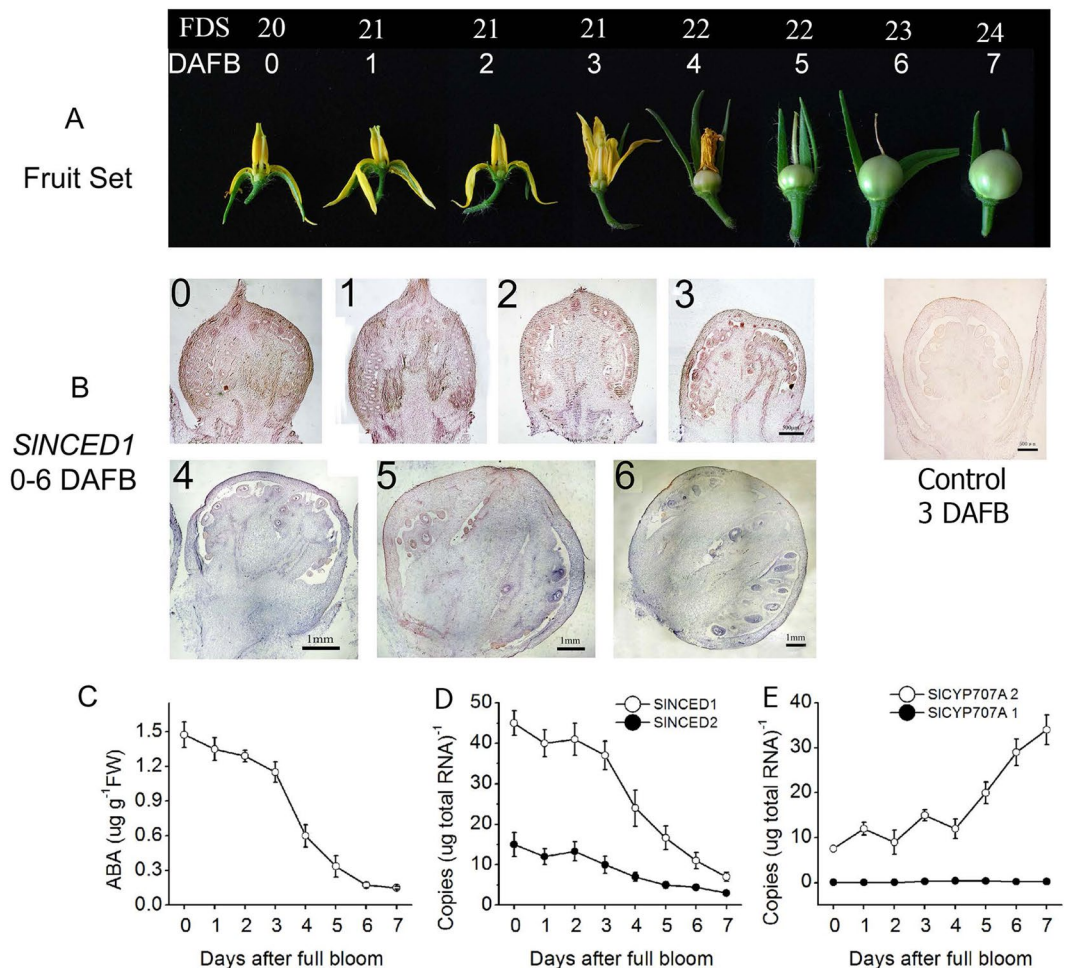 FDS 20 21 21 21 22 22 23 24
DAFB 0 1 2 3 4 5 6 7
A
Fruit Set
0 1 2 3
500μm
B
SlNCED1
0-6 DAFB
Control
3 DAFB
4 5 6
1mm 1mm 1mm
C
1.5
1.2
0.9
0.6
0.3
0.0
ABA (ug g-1FW)
0 1 2 3 4 5 6 7
Days after full bloom
D
SlNCED1
SlNCED2
50
40
30
20
10
0
Copies (ug total RNA)-1
0 1 2 3 4 5 6 7
Days after full bloom
E
SlCYP707A 2
SlCYP707A 1
40
30
20
10
0
Copies (ug total RNA)-1
0 1 2 3 4 5 6 7
Days after full bloom